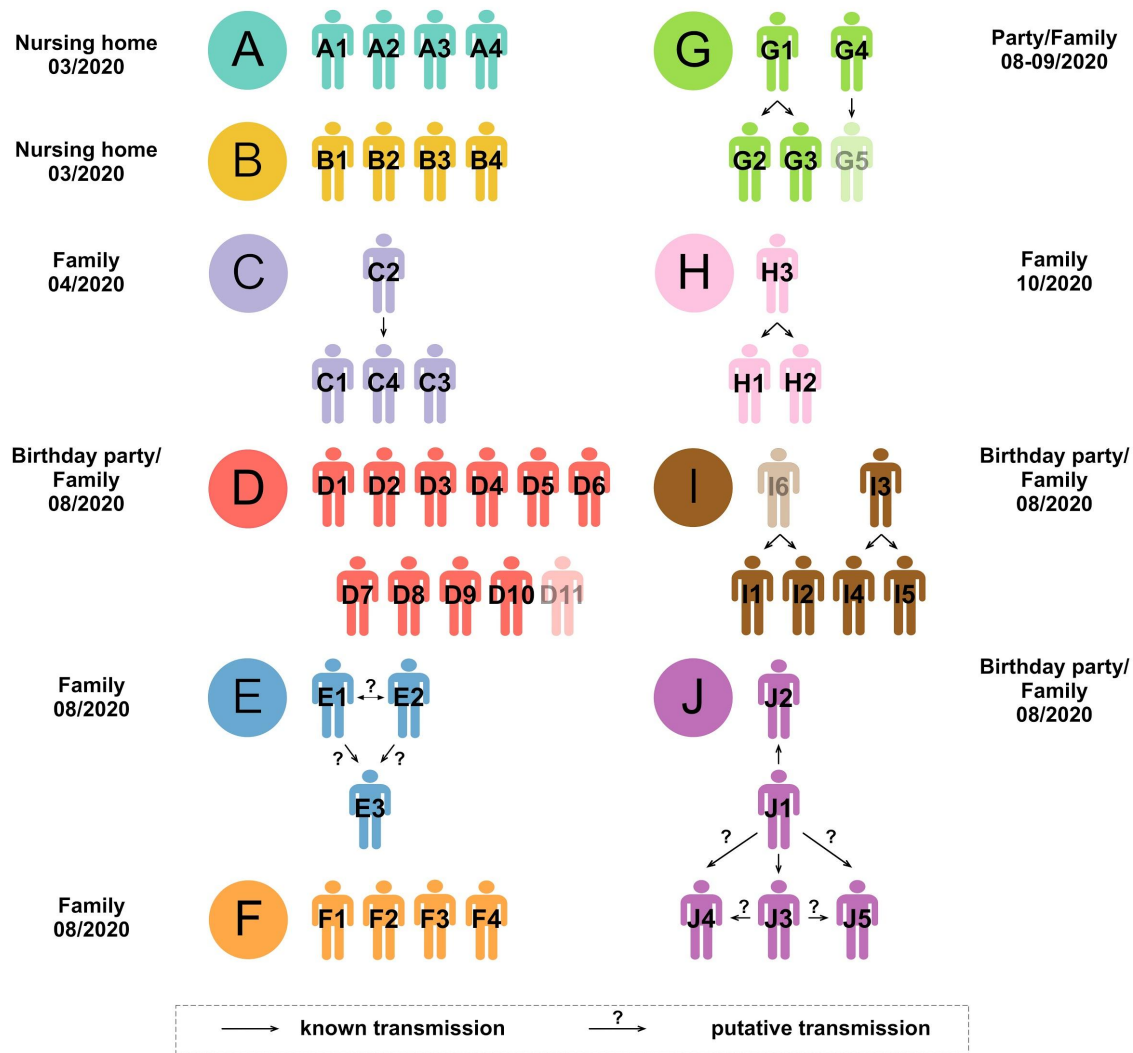 Nursing home
03/2020
A
A1 A2 A3 A4
Nursing home
03/2020
B
B1 B2 B3 B4
Family
04/2020
C
C2
C1 C4 C3
Birthday party/
Family
08/2020
D
D1 D2 D3 D4 D5 D6
D7 D8 D9 D10 D11
Family
08/2020
E
E1 ? E2
? ?
E3
Family
08/2020
F
F1 F2 F3 F4
G
G1 G4
G2 G3 G5
Party/Family
08-09/2020
H
H3
H1 H2
Family
10/2020
I
I6 I3
I1 I2 I4 I5
Birthday party/
Family
08/2020
J
J2
J1
? ?
J4 ? J3 ? J5
Birthday party/
Family
08/2020
known transmission
?
putative transmission